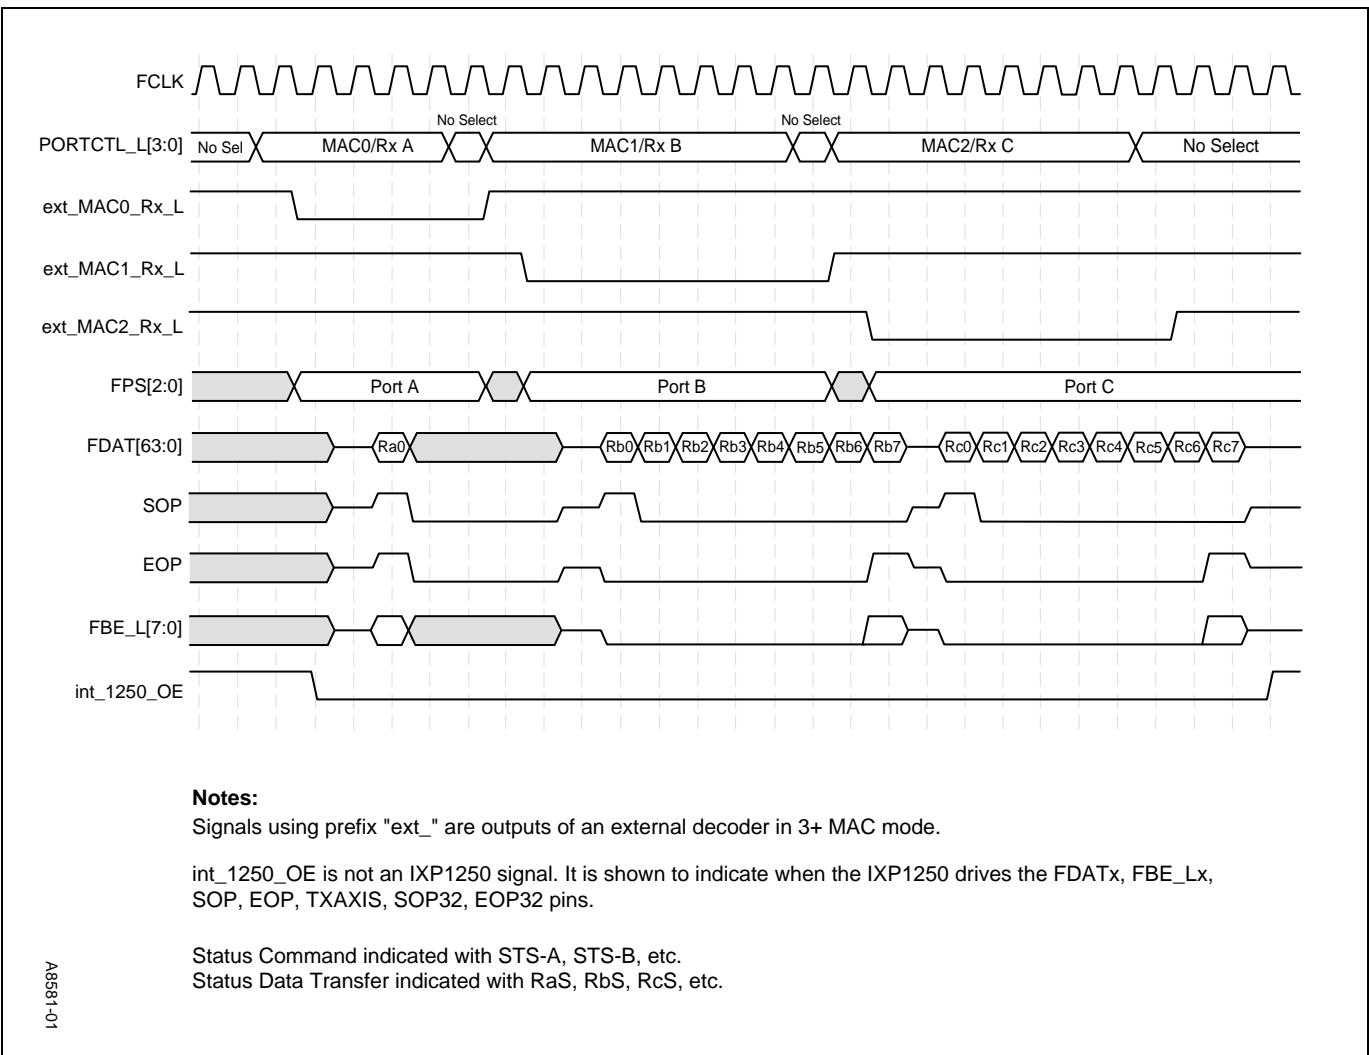 FCLK
No Select No Select
PORTCTL_L[3:0] No Sel MAC0/Rx A MAC1/Rx B MAC2/Rx C No Select
ext_MAC0_Rx_L
ext_MAC1_Rx_L
ext_MAC2_Rx_L
FPS[2:0] Port A Port B Port C
FDAT[63:0] Ra0 Rb0 Rb1 Rb2 Rb3 Rb4 Rb5 Rb6 Rb7 Rc0 Rc1 Rc2 Rc3 Rc4 Rc5 Rc6 Rc7
SOP
EOP
FBE_L[7:0]
int_1250_OE
Notes:
Signals using prefix "ext_" are outputs of an external decoder in 3+ MAC mode.
int_1250_OE is not an IXP1250 signal. It is shown to indicate when the IXP1250 drives the FDATx, FBE_Lx,
SOP, EOP, TXAXIS, SOP32, EOP32 pins.
Status Command indicated with STS-A, STS-B, etc.
Status Data Transfer indicated with RaS, RbS, RcS, etc.
A8581-01